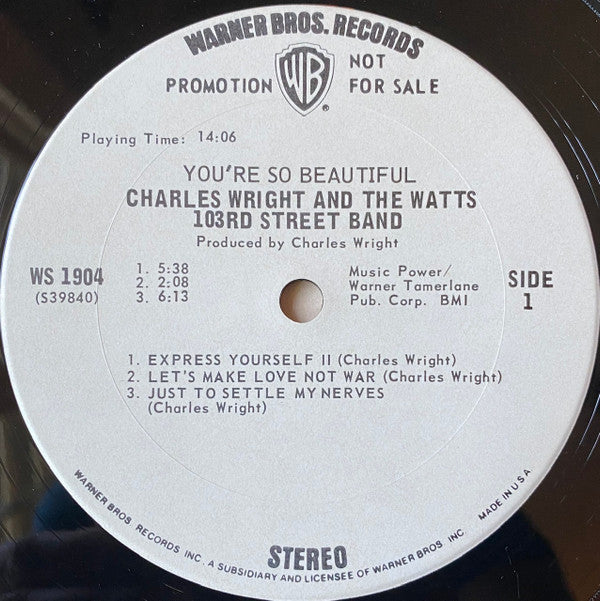 WARNER BROS. RECORDS
PROMOTION WB NOT FOR SALE
®
Playing Time: 14:06
YOU'RE SO BEAUTIFUL
CHARLES WRIGHT AND THE WATTS
103RD STREET BAND
Produced by Charles Wright
WS 1904
(S39840)
1. 5:38
2. 2:08
3. 6:13
Music Power/
Warner Tamerlane
Pub. Corp. BMI
SIDE
1
1. EXPRESS YOURSELF II (Charles Wright)
2. LET'S MAKE LOVE NOT WAR (Charles Wright)
3. JUST TO SETTLE MY NERVES
(Charles Wright)
STEREO
WARNER BROS. RECORDS INC. A SUBSIDIARY AND LICENSEE OF WARNER BROS. INC. MADE IN U.S.A.